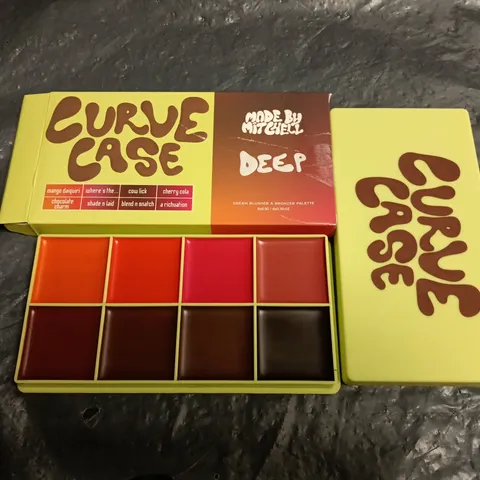 CURVE
CASE
mango daiquiri
where's the...
cow lick
cherry cola
chocolate charm
shade n laid
blend n snatch
a richuation
MADE BY
MITCHELL
DEEP
CREAM BLUSHER & BRONZER PALETTE
CURVE
CASE